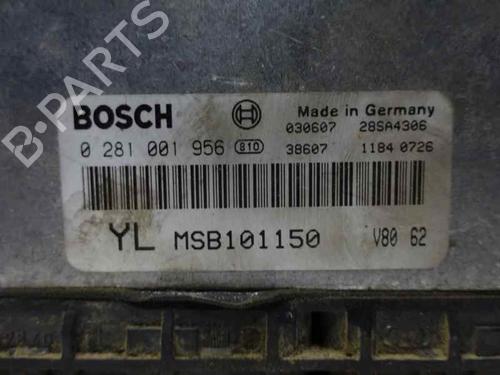 BOSCH Made in Germany
030607 28SA4306
0 281 001 956 810 38607 1184 0726
YL MSB101150 V80 62
B-PARTS